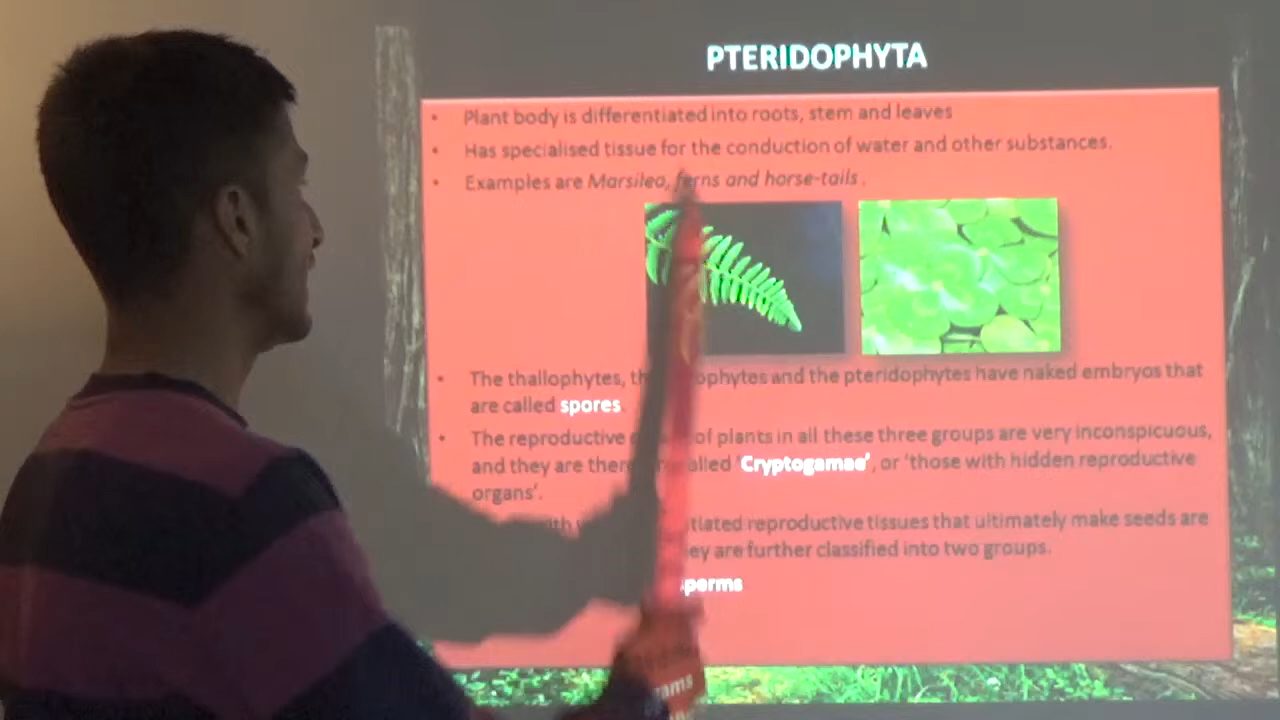 PTERIDOPHYTA
• Plant body is differentiated into roots, stem and leaves
• Has specialised tissue for the conduction of water and other substances.
• Examples are Marsilea, ferns and horse-tails .
• The thallophytes, ophytes and the pteridophytes have naked embryos that
are called spores.
• The reproductive of plants in all these three groups are very inconspicuous,
and they are alled 'Cryptogamae', or 'those with hidden reproductive
organs'.
tiated reproductive tissues that ultimately make seeds are
ey are further classified into two groups.
perms
rams